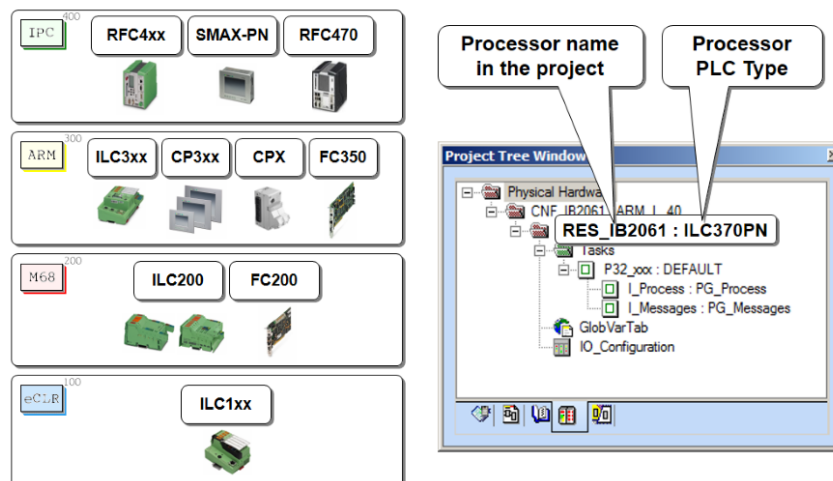 IPC
400
RFC4xx
SMAX-PN
RFC470
ARM
300
ILC3xx
CP3xx
CPX
FC350
M68
200
ILC200
FC200
eCLR
100
ILC1xx
Processor name
in the project
Processor
PLC Type
Project Tree Window
Physical Hardwa
CNF_IB2061 ARM_L_40
RES_IB2061 : ILC370PN
Tasks
P32_xxx : DEFAULT
I_Process : PG_Process
I_Messages : PG_Messages
GlobVarTab
IO_Configuration